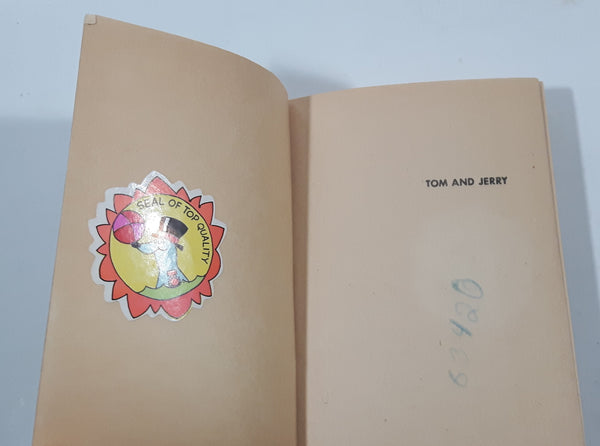 SEAL OF TOP QUALITY
TOM AND JERRY
63420